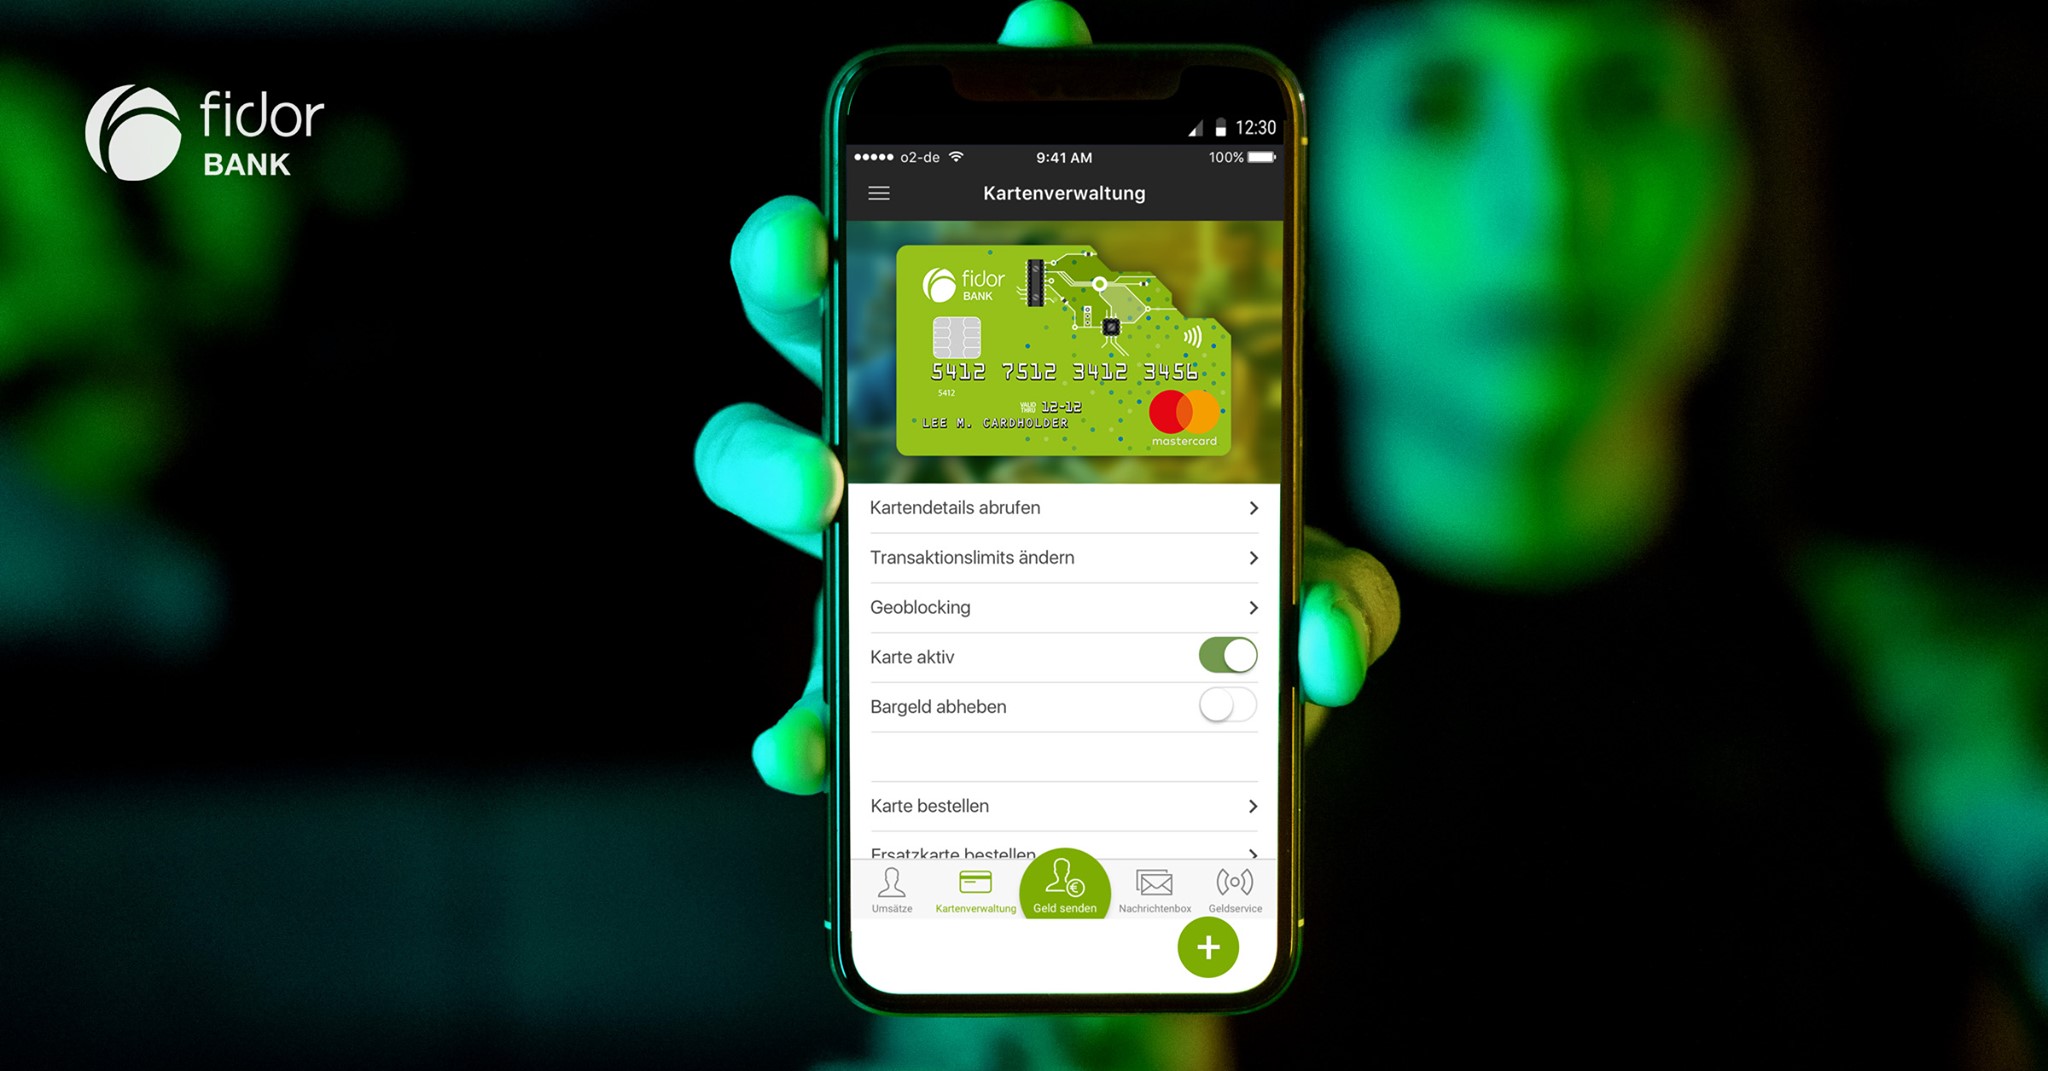 fidor
BANK
12:30
o2-de 9:41 AM 100%
Kartenverwaltung
fidor
BANK
5412 7512 3412 3456
5412
VALID THRU 12-12
LEE M. CARDHOLDER
mastercard
Kartendetails abrufen
Transaktionslimits ändern
Geoblocking
Karte aktiv
Bargeld abheben
Karte bestellen
Ersatzkarte bestellen
Umsätze Kartenverwaltung Geld senden Nachrichtenbox Geldservice
+